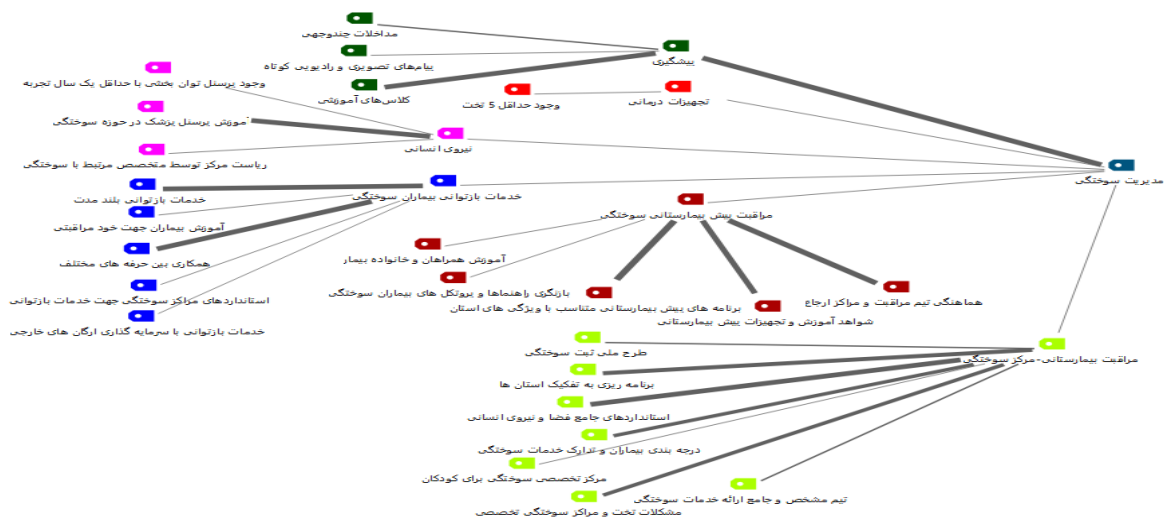 مداخلات چندوجهی
پیام‌های تصویری و رادیویی کوتاه
کلاس‌های آموزشی
پیشگیری
وجود حداقل 5 تخت
تجهیزات درمانی
وجود پرسنل توان بخشی با حداقل یک سال تجربه
آموزش پرسنل پزشک در حوزه سوختگی
ریاست مرکز توسط متخصص مرتبط با سوختگی
نیروی انسانی
مدیریت سوختگی
خدمات بازتوانی بلند مدت
آموزش بیماران جهت خود مراقبتی
همکاری بین حرفه های مختلف
استانداردهای مراکز سوختگی جهت خدمات بازتوانی
خدمات بازتوانی با سرمایه گذاری ارگان های خارجی
خدمات بازتوانی بیماران سوختگی
مراقبت پیش بیمارستانی سوختگی
آموزش همراهان و خانواده بیمار
بازنگری راهنماها و پروتکل های بیماران سوختگی
برنامه های پیش بیمارستانی متناسب با ویژگی های استان
شواهد آموزش و تجهیزات پیش بیمارستانی
هماهنگی تیم مراقبت و مراکز ارجاع
مراقبت بیمارستانی-مرکز سوختگی
طرح ملی ثبت سوختگی
برنامه ریزی به تفکیک استان ها
استانداردهای جامع فضا و نیروی انسانی
درجه بندی بیماران و تدارک خدمات سوختگی
مرکز تخصصی سوختگی برای کودکان
مشکلات تخت و مراکز سوختگی تخصصی
تیم مشخص و جامع ارائه خدمات سوختگی